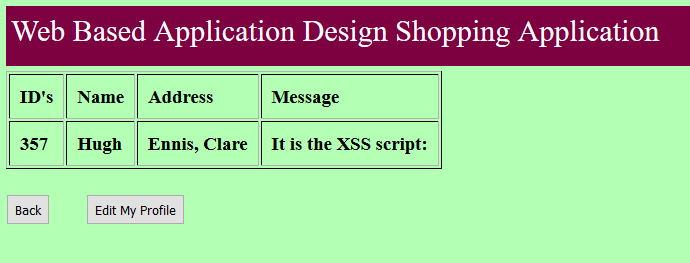 Web Based Application Design Shopping Application
ID's Name Address Message
357 Hugh Ennis, Clare It is the XSS script:
Back Edit My Profile